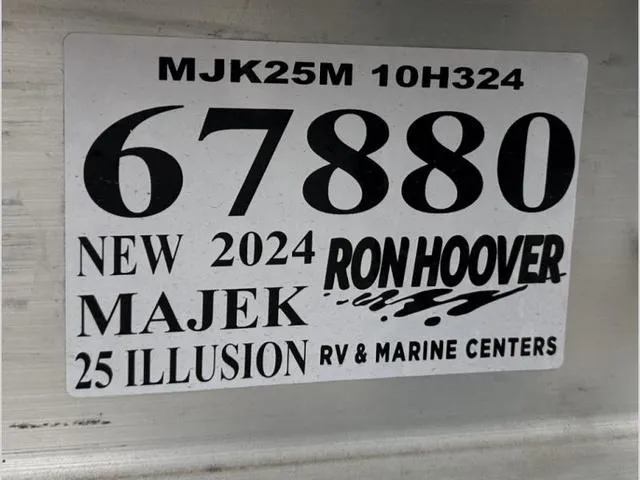 MJK25M 10H324
67880
NEW 2024
MAJEK
25 ILLUSION
RON HOOVER
RV & MARINE CENTERS